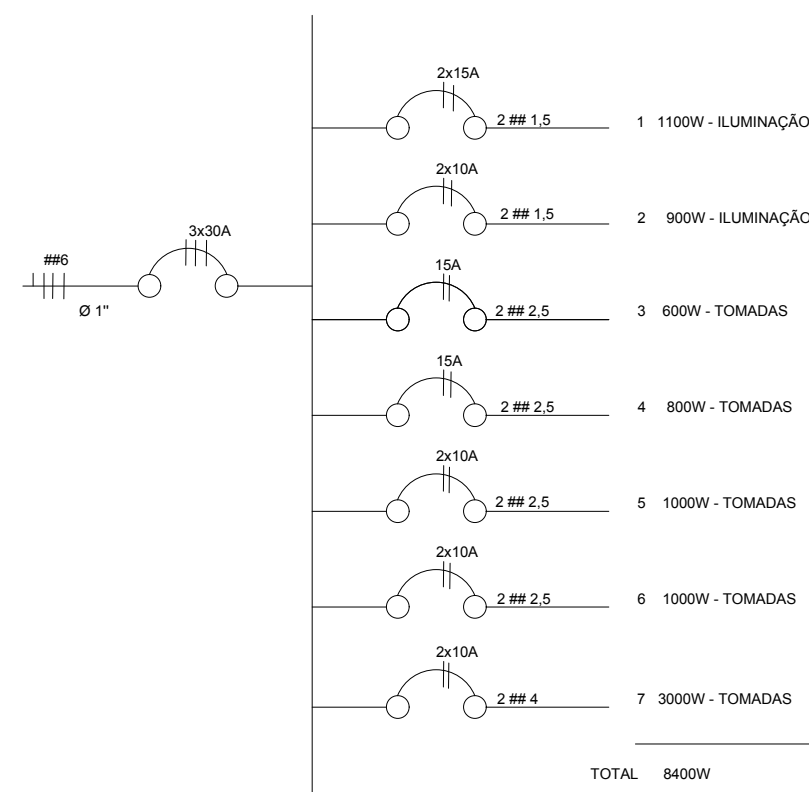 2x15A
2 ## 1,5 1 1100W - ILUMINAÇÃO
2x10A
2 ## 1,5 2 900W - ILUMINAÇÃO
3x30A
##6
Ø 1"
15A
2 ## 2,5 3 600W - TOMADAS
15A
2 ## 2,5 4 800W - TOMADAS
2x10A
2 ## 2,5 5 1000W - TOMADAS
2x10A
2 ## 2,5 6 1000W - TOMADAS
2x10A
2 ## 4 7 3000W - TOMADAS
TOTAL 8400W